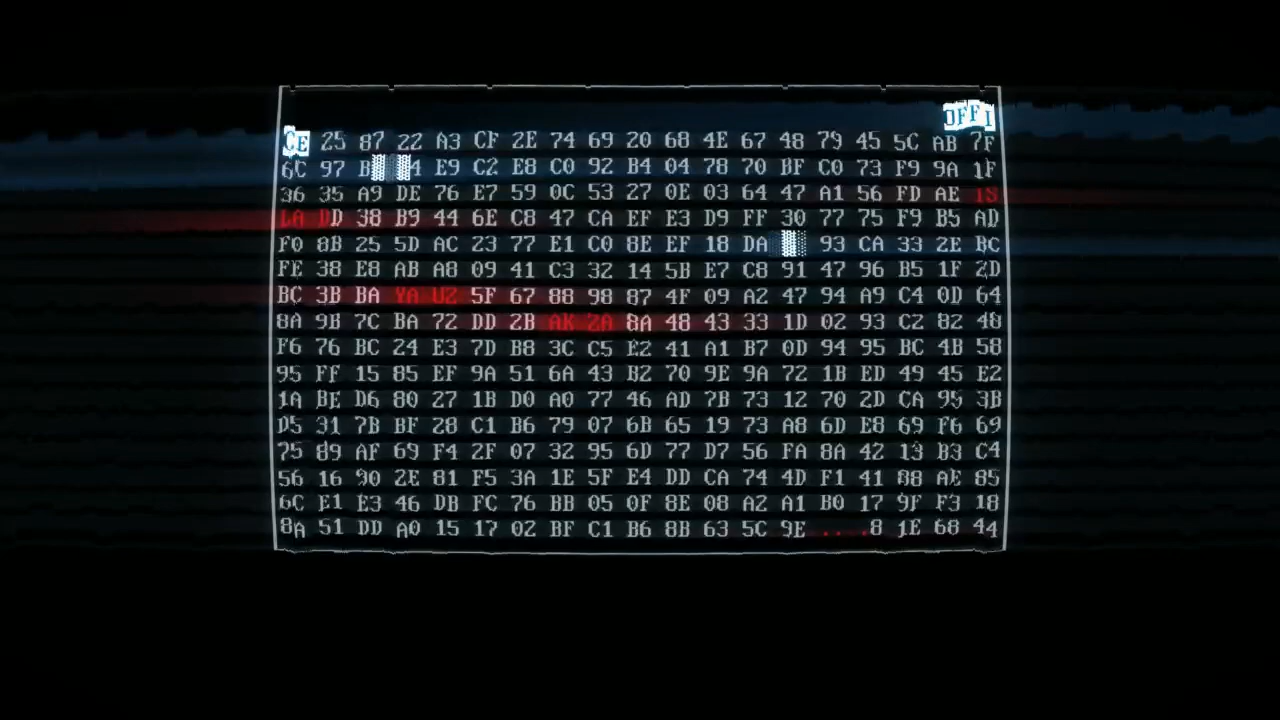 OFFI
CE 25 87 22 A3 CF 2E 74 69 20 68 4E 67 48 79 45 5C AB 7F
6C 97 E9 C2 E8 C0 92 B4 04 78 70 BF C0 73 F9 9A 1F
36 35 A9 DE 76 E7 59 0C 53 27 0E 03 64 47 A1 56 FD AE IS
LA DD 38 B9 44 6E C8 47 CA EF E3 D9 FF 30 77 75 F9 B5 AD
F0 8B 25 5D AC 23 77 E1 C0 8E EF 18 DA 93 CA 33 2E BC
FE 38 E8 AB A8 09 41 C3 32 14 5B E7 C8 91 47 96 B5 1F 2D
BC 3B BA YA UZ 5F 67 88 98 87 4F 09 A2 47 94 A9 C4 0D 64
8A 9B 7C BA 72 DD 2B AK ZA 8A 48 43 33 1D 02 93 C2 82 48
F6 76 BC 24 E3 7D B8 3C C5 E2 41 A1 B7 0D 94 95 BC 4B 58
95 FF 15 85 EF 9A 51 6A 43 B2 70 9E 9A 72 1B ED 49 45 E2
1A BE D6 80 27 1B D0 A0 77 46 AD 7B 73 12 70 2D CA 95 3B
D5 31 7B BF 28 C1 B6 79 07 6B 65 19 73 A8 6D E8 69 F6 69
75 89 AF 69 F4 2F 07 32 95 6D 77 D7 56 FA 8A 42 13 B3 C4
56 16 90 2E 81 F5 3A 1E 5F E4 DD CA 74 4D F1 41 88 AE 85
6C E1 E3 46 DB FC 76 BB 05 0F 8E 08 A2 A1 B0 17 9F F3 18
8A 51 DD A0 15 17 02 BF C1 B6 8B 63 5C 9E ....8 1E 68 44